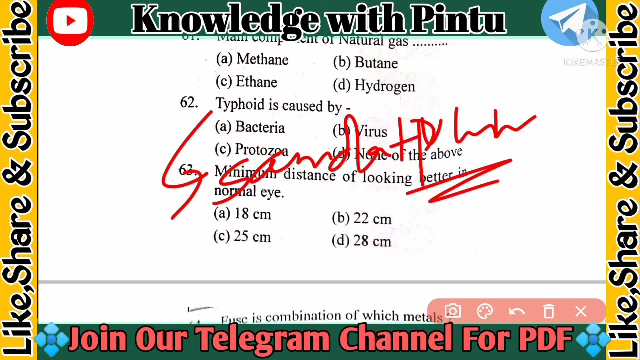 Knowledge with Pintu
KINEMASTER
61. Main component of Natural gas ..........
(a) Methane (b) Butane
(c) Ethane (d) Hydrogen
62. Typhoid is caused by -
(a) Bacteria (b) Virus
(c) Protozoa (d) None of the above
63. Minimum distance of looking better in
normal eye.
(a) 18 cm (b) 22 cm
(c) 25 cm (d) 28 cm
Fuse is combination of which metals
Like,Share & Subscribe
Like,Share & Subscribe
Join Our Telegram Channel For PDF